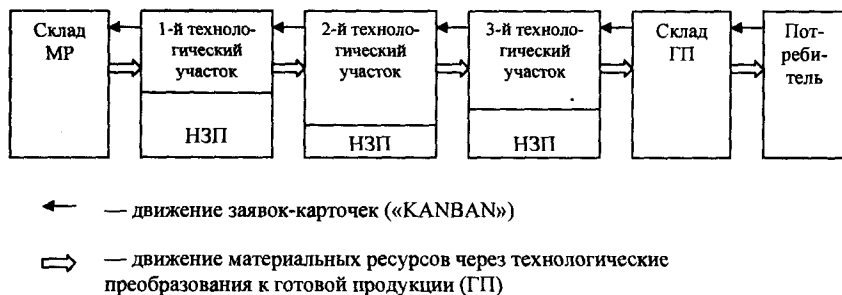 Склад
МР
1-й техноло-
гический
участок
НЗП
2-й техноло-
гический
участок
НЗП
3-й техноло-
гический
участок
НЗП
Склад
ГП
Пот-
реби-
тель
— движение заявок-карточек («KANBAN»)
— движение материальных ресурсов через технологические
преобразования к готовой продукции (ГП)